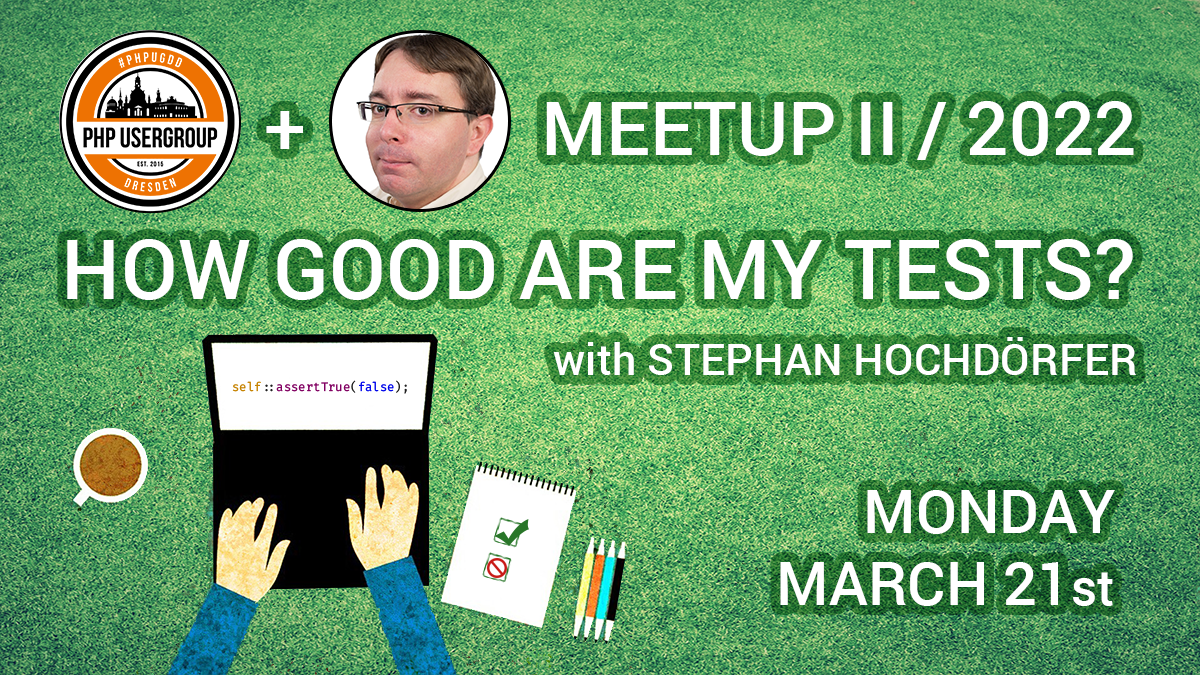 #PHPUGDD
PHP USERGROUP
EST. 2015
DRESDEN
+
MEETUP II / 2022
HOW GOOD ARE MY TESTS?
with STEPHAN HOCHDÖRFER
self::assertTrue(false);
MONDAY
MARCH 21st